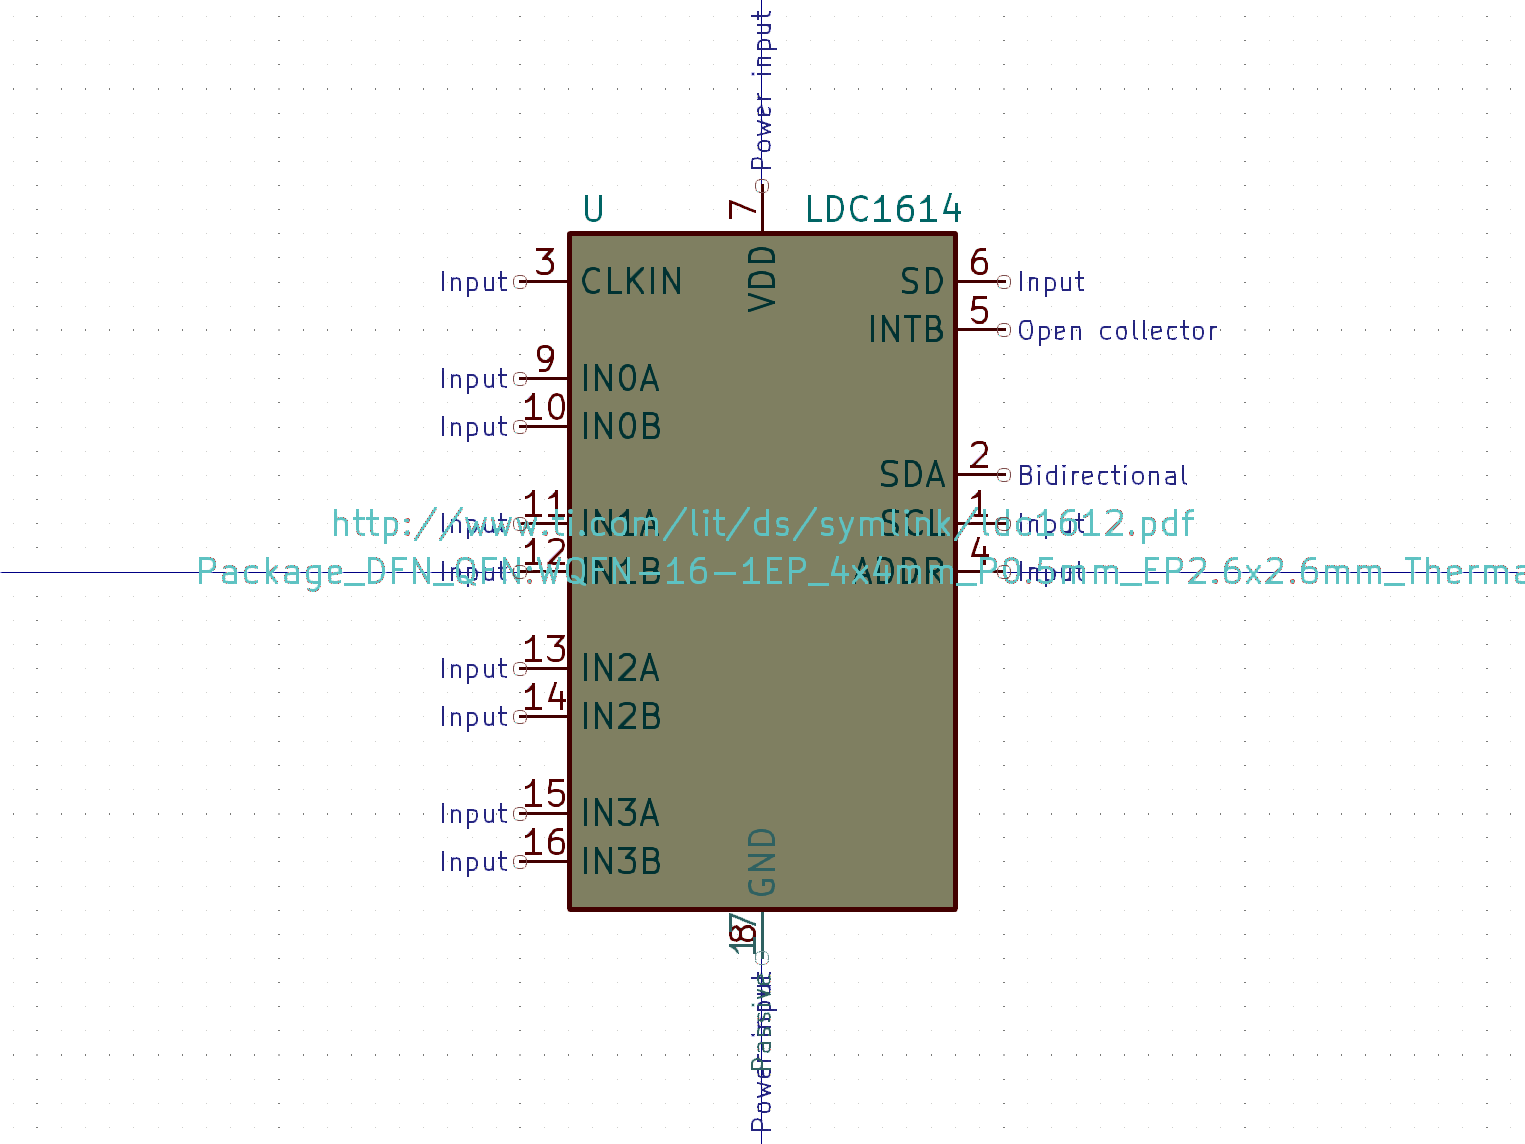 Power input
7
U
LDC1614
VDD
Input 3 CLKIN
SD 6 Input
INTB 5 Open collector
Input 9 IN0A
Input 10 IN0B
SDA 2 Bidirectional
Input 11 IN1A
SCL 1 Input
http://www.ti.com/lit/ds/symlink/ldc1612.pdf
Input 12 IN1B
ADDR 4 Input
Package_DFN_QFN:WQFN-16-1EP_4x4mm_P0.5mm_EP2.6x2.6mm_Therma
Input 13 IN2A
Input 14 IN2B
Input 15 IN3A
Input 16 IN3B
GND
8
17
Power input
Passive